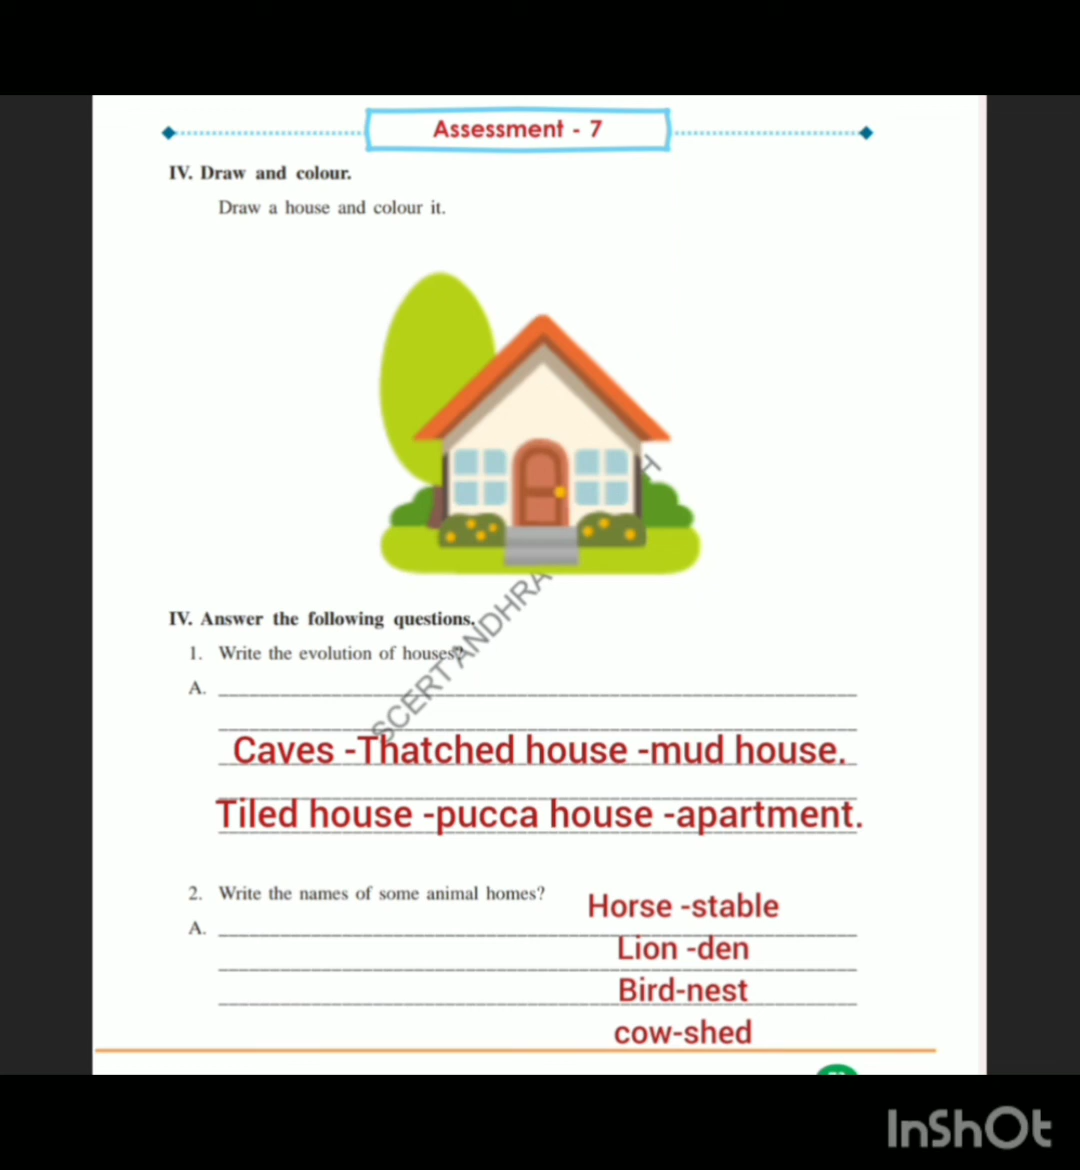 Assessment - 7
IV. Draw and colour.
Draw a house and colour it.
IV. Answer the following questions.
1. Write the evolution of houses?
A.
SCERT ANDHRA
H
Caves -Thatched house -mud house.
Tiled house -pucca house -apartment.
2. Write the names of some animal homes?
A.
Horse -stable
Lion -den
Bird-nest
cow-shed
InShOt